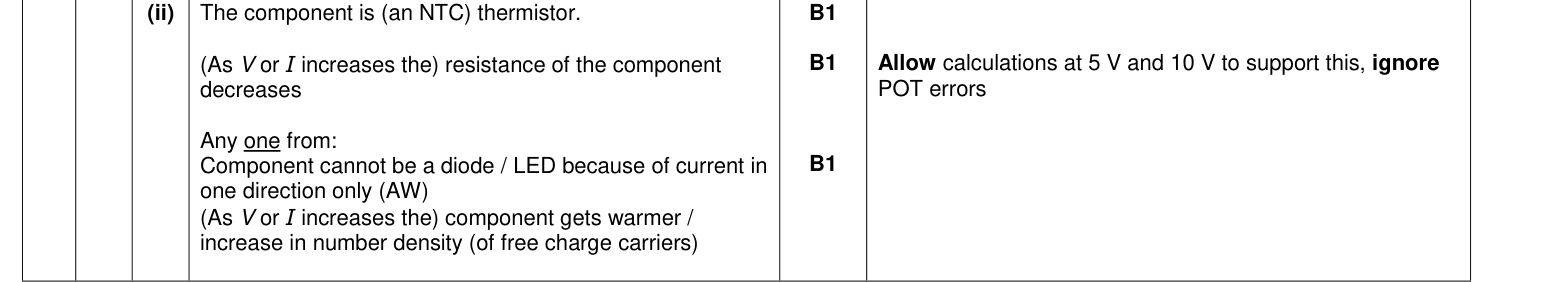 (ii) The component is (an NTC) thermistor. B1
(As V or I increases the) resistance of the component B1 Allow calculations at 5 V and 10 V to support this, ignore
decreases POT errors
Any one from:
Component cannot be a diode / LED because of current in B1
one direction only (AW)
(As V or I increases the) component gets warmer /
increase in number density (of free charge carriers)